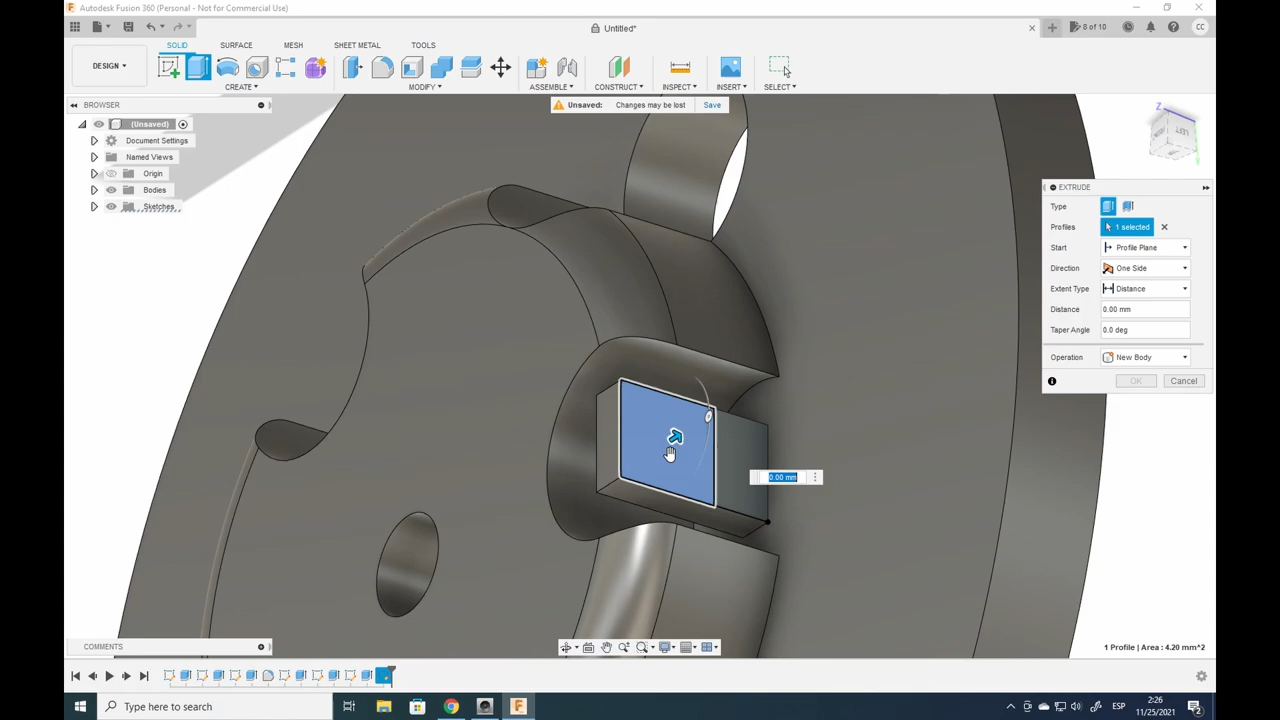 Autodesk Fusion 360 (Personal - Not for Commercial Use)
Untitled*
8 of 10
CC
SOLID SURFACE MESH SHEET METAL TOOLS
DESIGN
CREATE MODIFY ASSEMBLE CONSTRUCT INSPECT INSERT SELECT
BROWSER
Unsaved: Changes may be lost Save
(Unsaved)
Document Settings
Named Views
Origin
Bodies
Sketches
Z
LEFT
EXTRUDE
Type
Profiles 1 selected
Start Profile Plane
Direction One Side
Extent Type Distance
Distance 0.00 mm
Taper Angle 0.0 deg
Operation New Body
OK Cancel
0.00 mm
COMMENTS
1 Profile | Area : 4.20 mm^2
Type here to search
ESP
2:26
11/25/2021
2